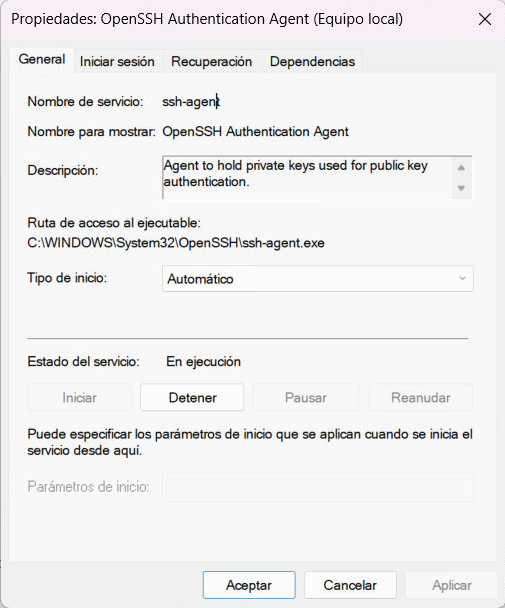 Propiedades: OpenSSH Authentication Agent (Equipo local)
General Iniciar sesión Recuperación Dependencias
Nombre de servicio: ssh-agent
Nombre para mostrar: OpenSSH Authentication Agent
Descripción: Agent to hold private keys used for public key
authentication.
Ruta de acceso al ejecutable:
C:\WINDOWS\System32\OpenSSH\ssh-agent.exe
Tipo de inicio: Automático
Estado del servicio: En ejecución
Iniciar Detener Pausar Reanudar
Puede especificar los parámetros de inicio que se aplican cuando se inicia el
servicio desde aquí.
Parámetros de inicio:
Aceptar Cancelar Aplicar